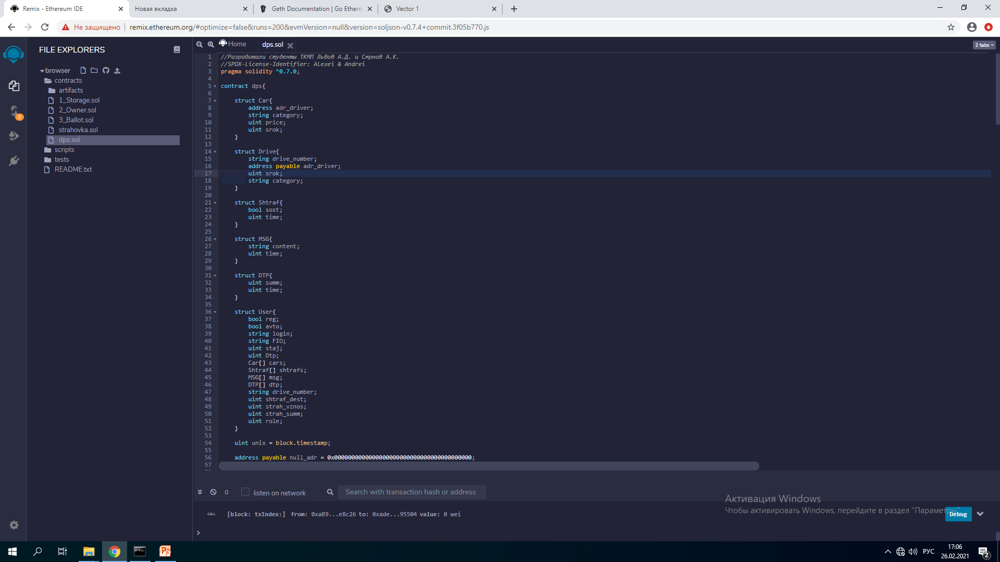 Remix - Ethereum IDE
Новая вкладка
Geth Documentation | Go Ethere
Vector 1
Не защищено
remix.ethereum.org/#optimize=false&runs=200&evmVersion=null&version=soljson-v0.7.4+commit.3f05b770.js
FILE EXPLORERS
Home
dps.sol
2 tabs
browser
contracts
artifacts
1_Storage.sol
2_Owner.sol
3_Ballot.sol
strahovka.sol
dps.sol
scripts
tests
README.txt
7
1 //Разработали студенты ТКМП Львов А.Д. и Смрнов А.К.
2 //SPDX-License-Identifier: Alexei & Andrei
3 pragma solidity ^0.7.0;
4
5 contract dps{
6
7 struct Car{
8 address adr_driver;
9 string category;
10 uint price;
11 uint srok;
12 }
13
14 struct Drive{
15 string drive_number;
16 address payable adr_driver;
17 uint srok;
18 string category;
19 }
20
21 struct Shtraf{
22 bool sost;
23 uint time;
24 }
25
26 struct MSG{
27 string content;
28 uint time;
29 }
30
31 struct DTP{
32 uint summ;
33 uint time;
34 }
35
36 struct User{
37 bool reg;
38 bool avto;
39 string login;
40 string FIO;
41 uint staj;
42 uint Dtp;
43 Car[] cars;
44 Shtraf[] shtrafs;
45 MSG[] msg;
46 DTP[] dtp;
47 string drive_number;
48 uint shtraf_dest;
49 uint strah_vznos;
50 uint strah_summ;
51 uint role;
52 }
53
54 uint unix = block.timestamp;
55
56 address payable null_adr = 0x0000000000000000000000000000000000000000;
57
0
listen on network
Search with transaction hash or address
CALL [block: txIndex:] from: 0xaB9...e8c26 to: 0xade...95504 value: 0 wei
Debug
>
Активация Windows
Чтобы активировать Windows, перейдите в раздел "Параметры".
РУС
17:06
26.02.2021
2